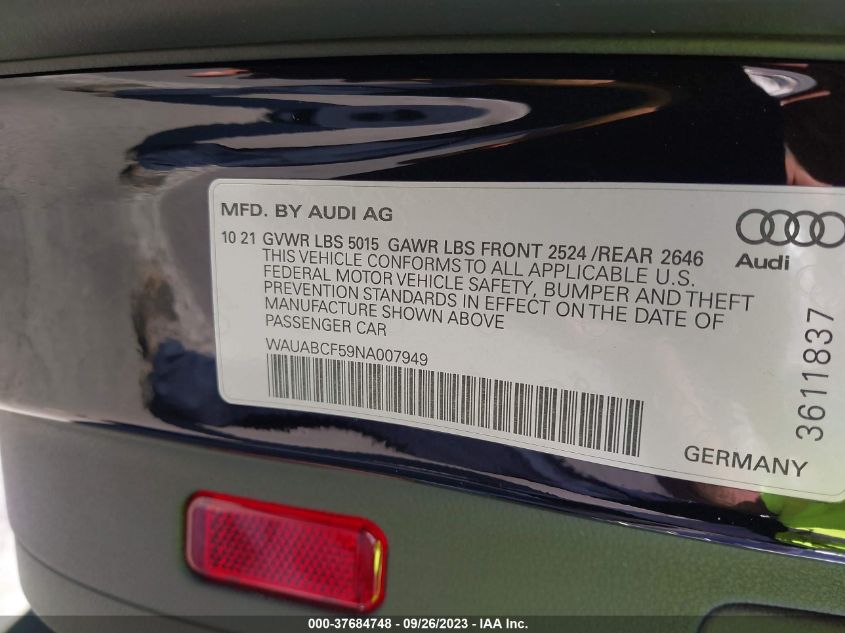 MFD. BY AUDI AG
10 21 GVWR LBS 5015 GAWR LBS FRONT 2524 /REAR 2646
THIS VEHICLE CONFORMS TO ALL APPLICABLE U.S.
FEDERAL MOTOR VEHICLE SAFETY, BUMPER AND THEFT
PREVENTION STANDARDS IN EFFECT ON THE DATE OF
MANUFACTURE SHOWN ABOVE
PASSENGER CAR
WAUABCF59NA007949
Audi
3611837
GERMANY
000-37684748 - 09/26/2023 - IAA Inc.